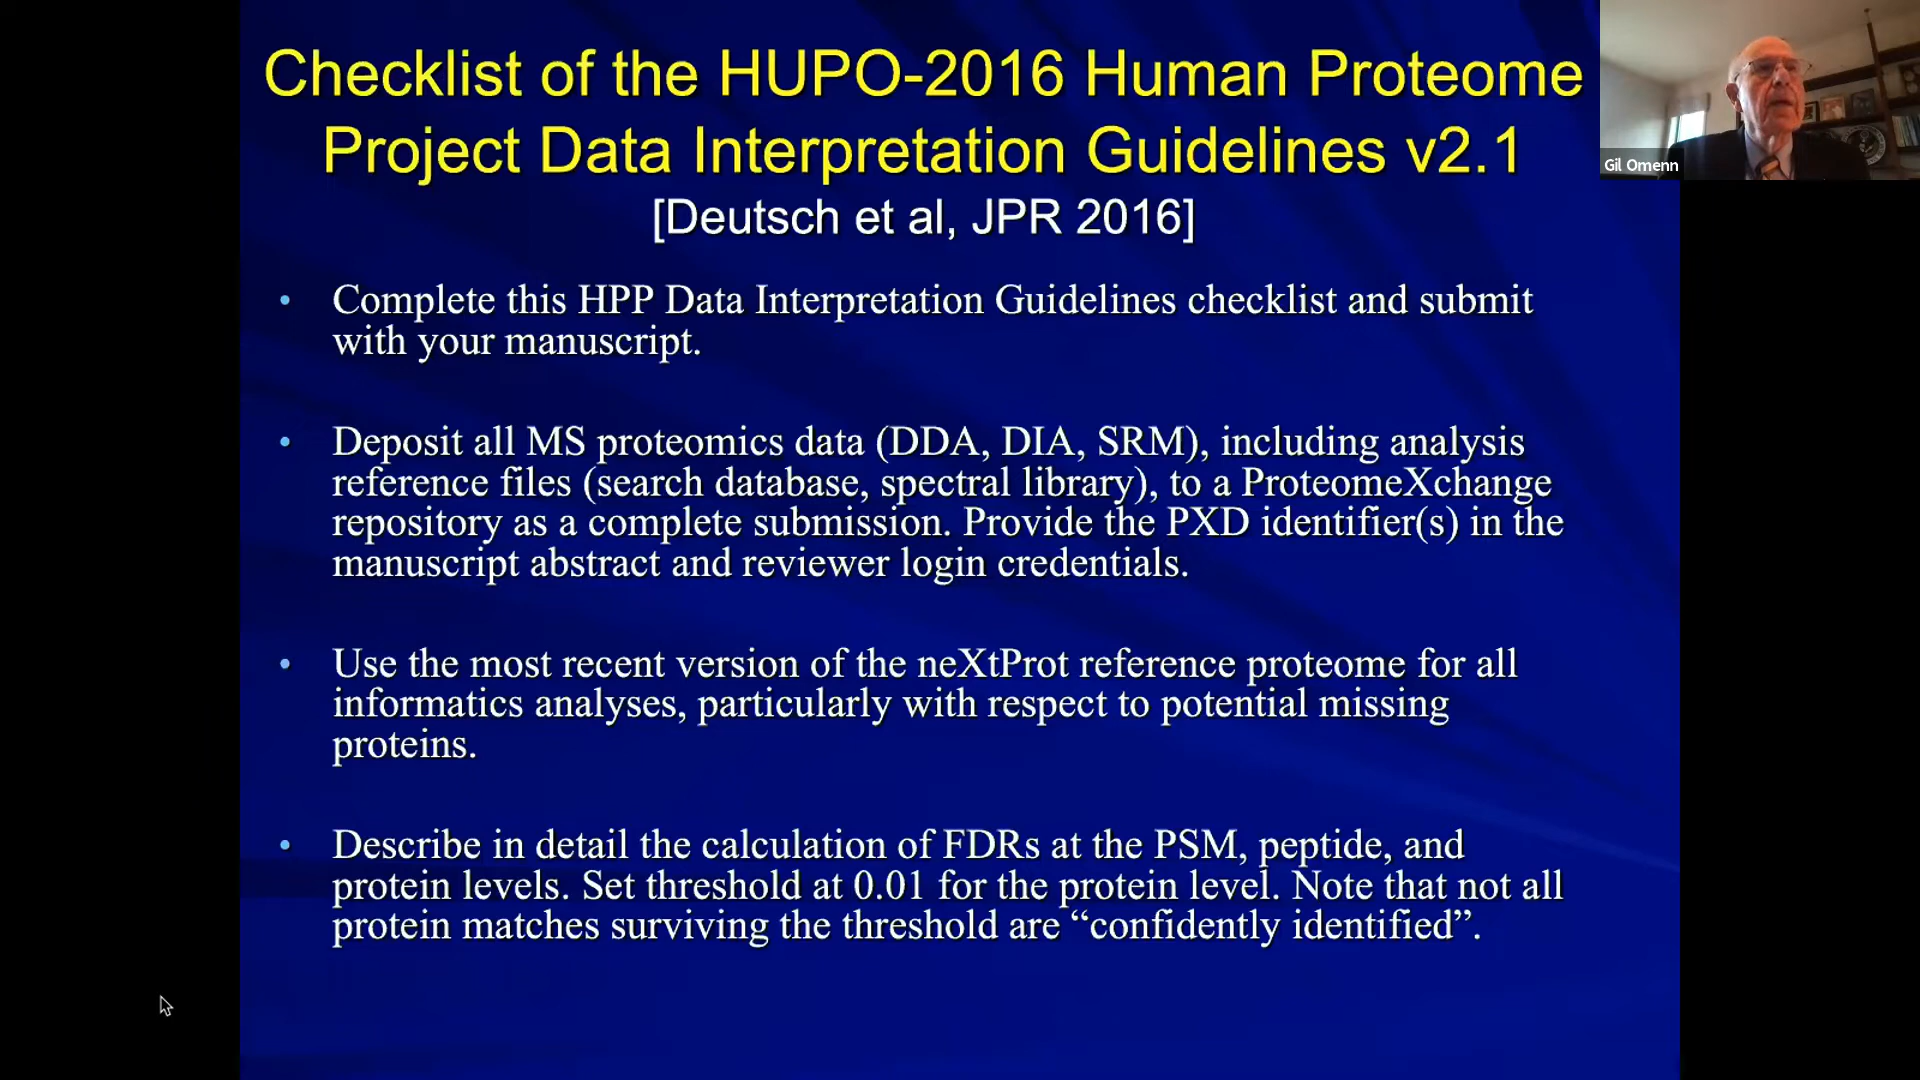 Checklist of the HUPO-2016 Human Proteome
Project Data Interpretation Guidelines v2.1
[Deutsch et al, JPR 2016]
Gil Omenn
• Complete this HPP Data Interpretation Guidelines checklist and submit
with your manuscript.
• Deposit all MS proteomics data (DDA, DIA, SRM), including analysis
reference files (search database, spectral library), to a ProteomeXchange
repository as a complete submission. Provide the PXD identifier(s) in the
manuscript abstract and reviewer login credentials.
• Use the most recent version of the neXtProt reference proteome for all
informatics analyses, particularly with respect to potential missing
proteins.
• Describe in detail the calculation of FDRs at the PSM, peptide, and
protein levels. Set threshold at 0.01 for the protein level. Note that not all
protein matches surviving the threshold are “confidently identified”.